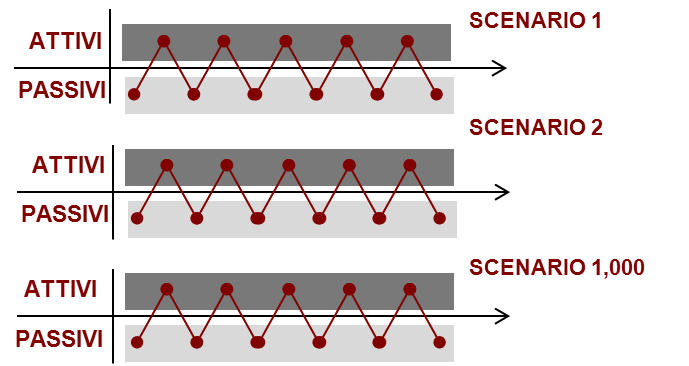 SCENARIO 1
ATTIVI
PASSIVI
SCENARIO 2
ATTIVI
PASSIVI
SCENARIO 1,000
ATTIVI
PASSIVI